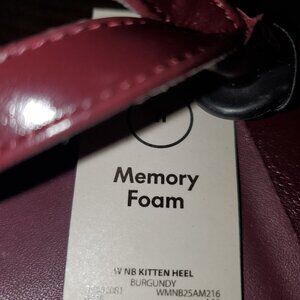 Memory
Foam
W NB KITTEN HEEL
BURGUNDY
WMNB25AM216